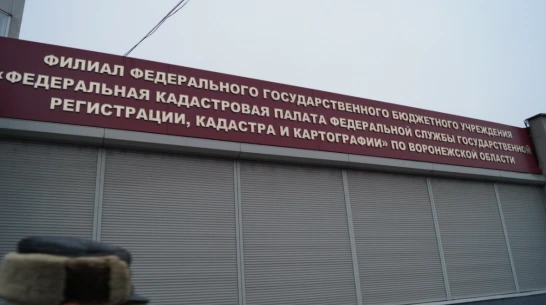 ФИЛИАЛ ФЕДЕРАЛЬНОГО ГОСУДАРСТВЕННОГО БЮДЖЕТНОГО УЧРЕЖДЕНИЯ
«ФЕДЕРАЛЬНАЯ КАДАСТРОВАЯ ПАЛАТА ФЕДЕРАЛЬНОЙ СЛУЖБЫ ГОСУДАРСТВЕННОЙ
РЕГИСТРАЦИИ, КАДАСТРА И КАРТОГРАФИИ» ПО ВОРОНЕЖСКОЙ ОБЛАСТИ